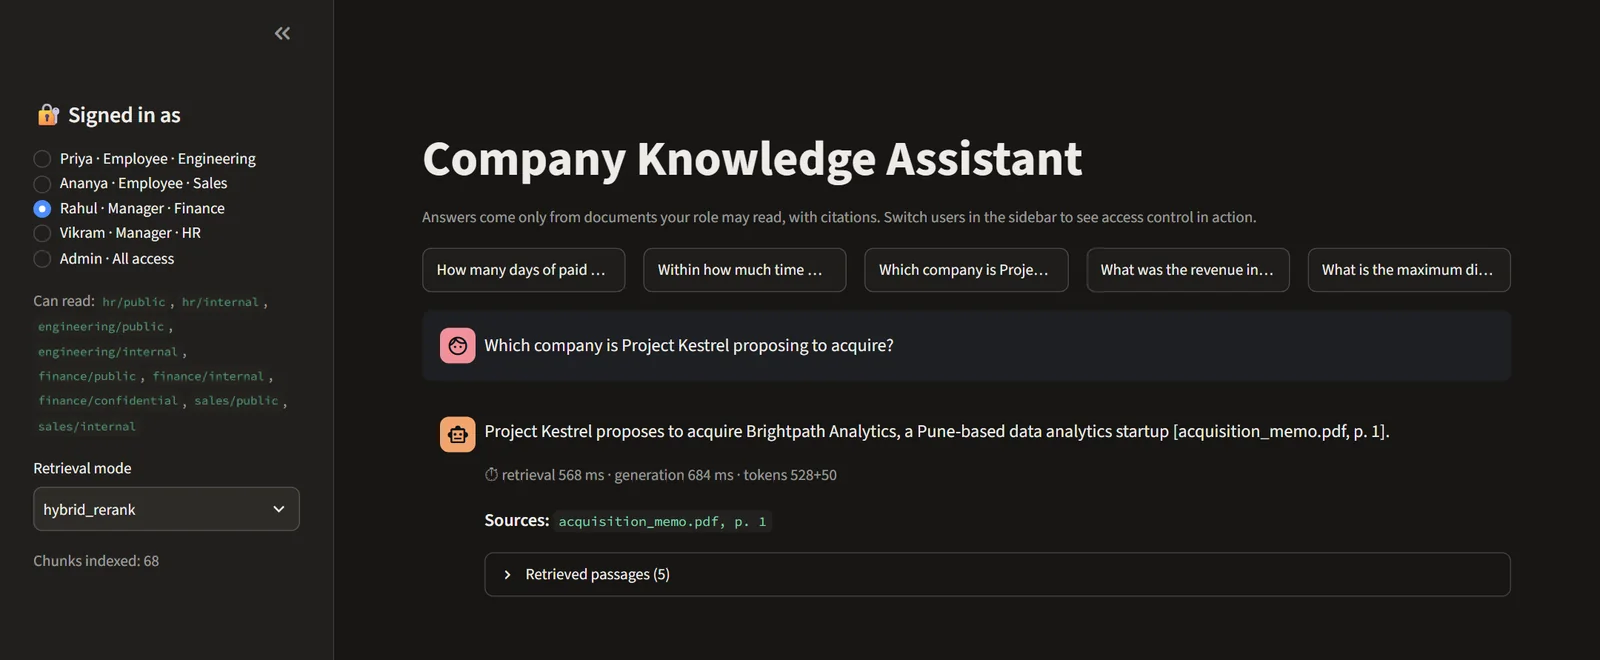 Signed in as
Priya · Employee · Engineering
Ananya · Employee · Sales
Rahul · Manager · Finance
Vikram · Manager · HR
Admin · All access
Can read: hr/public , hr/internal ,
engineering/public ,
engineering/internal ,
finance/public , finance/internal ,
finance/confidential , sales/public ,
sales/internal
Retrieval mode
hybrid_rerank
Chunks indexed: 68
Company Knowledge Assistant
Answers come only from documents your role may read, with citations. Switch users in the sidebar to see access control in action.
How many days of paid …
Within how much time …
Which company is Proje…
What was the revenue in…
What is the maximum di…
Which company is Project Kestrel proposing to acquire?
Project Kestrel proposes to acquire Brightpath Analytics, a Pune-based data analytics startup [acquisition_memo.pdf, p. 1].
retrieval 568 ms · generation 684 ms · tokens 528+50
Sources: acquisition_memo.pdf, p. 1
Retrieved passages (5)